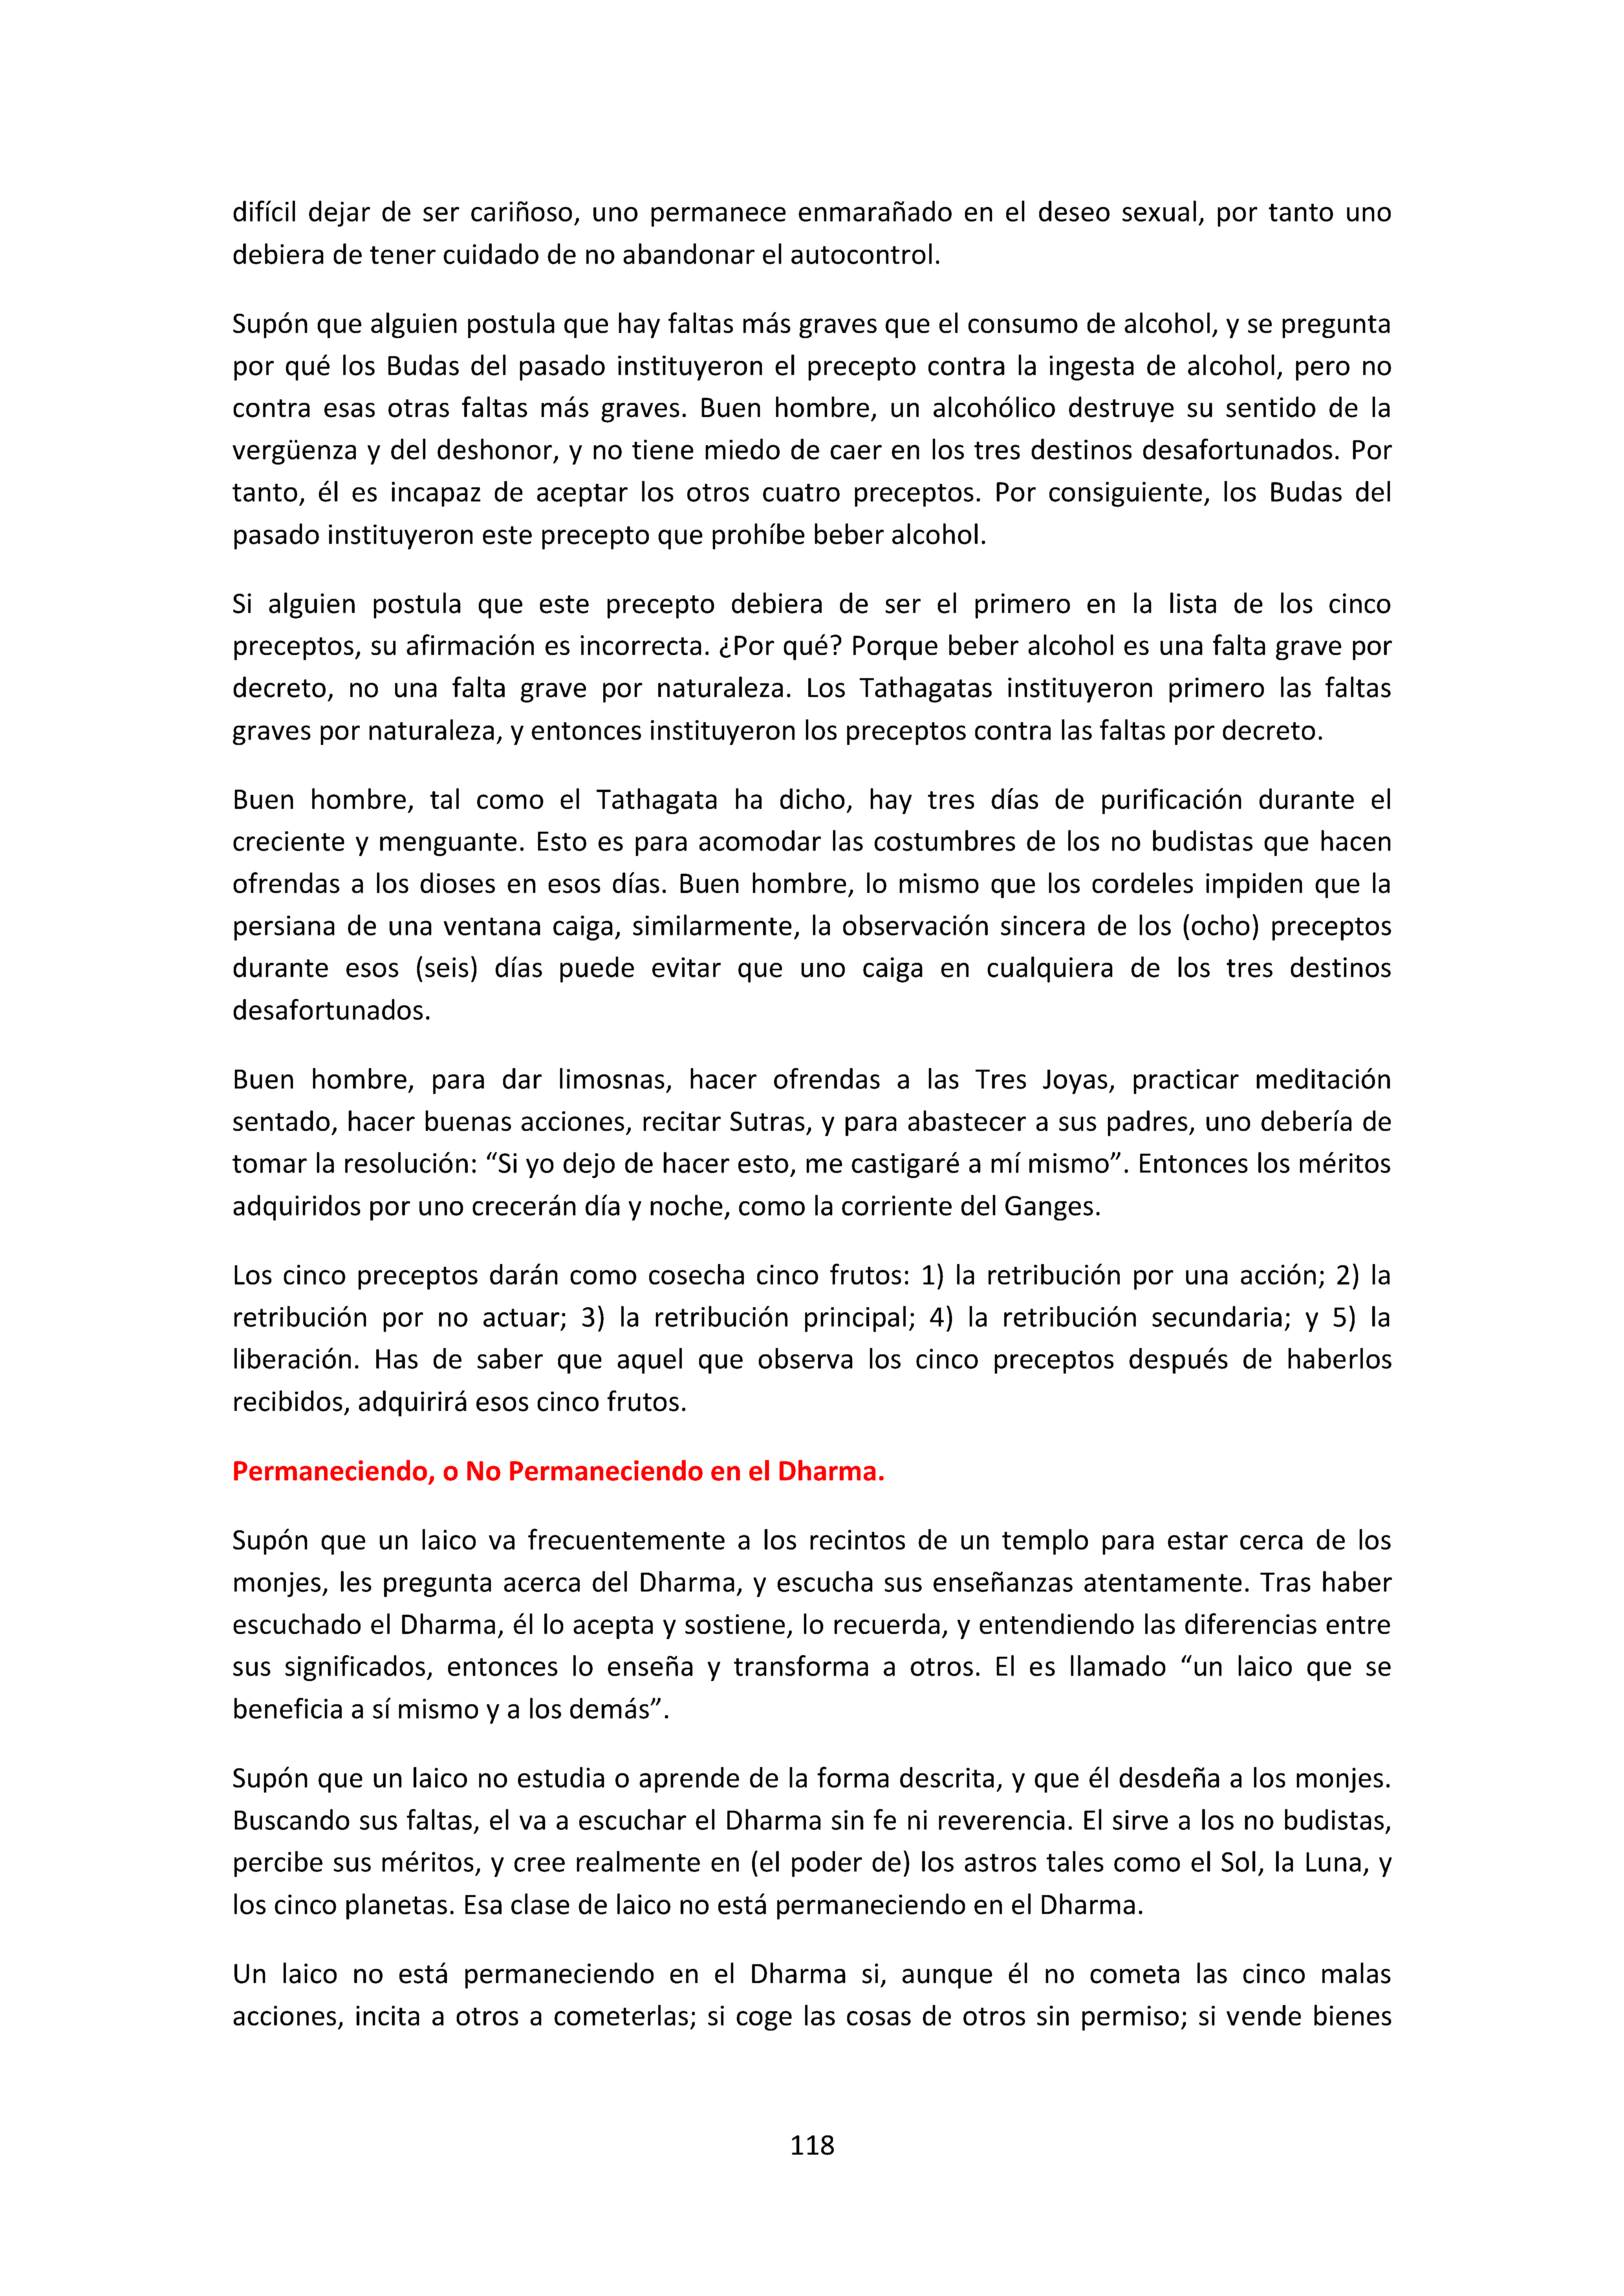 difícil dejar de ser cariñoso, uno permanece enmarañado en el deseo sexual, por tanto uno
debiera de tener cuidado de no abandonar el autocontrol.
Supón que alguien postula que hay faltas más graves que el consumo de alcohol, y se pregunta
por qué los Budas del pasado instituyeron el precepto contra la ingesta de alcohol, pero no
contra esas otras faltas más graves. Buen hombre, un alcohólico destruye su sentido de la
vergüenza y del deshonor, y no tiene miedo de caer en los tres destinos desafortunados. Por
tanto, él es incapaz de aceptar los otros cuatro preceptos. Por consiguiente, los Budas del
pasado instituyeron este precepto que prohíbe beber alcohol.
Si alguien postula que este precepto debiera de ser el primero en la lista de los cinco
preceptos, su afirmación es incorrecta. ¿Por qué? Porque beber alcohol es una falta grave por
decreto, no una falta grave por naturaleza. Los Tathagatas instituyeron primero las faltas
graves por naturaleza, y entonces instituyeron los preceptos contra las faltas por decreto.
Buen hombre, tal como el Tathagata ha dicho, hay tres días de purificación durante el
creciente y menguante. Esto es para acomodar las costumbres de los no budistas que hacen
ofrendas a los dioses en esos días. Buen hombre, lo mismo que los cordeles impiden que la
persiana de una ventana caiga, similarmente, la observación sincera de los (ocho) preceptos
durante esos (seis) días puede evitar que uno caiga en cualquiera de los tres destinos
desafortunados.
Buen hombre, para dar limosnas, hacer ofrendas a las Tres Joyas, practicar meditación
sentado, hacer buenas acciones, recitar Sutras, y para abastecer a sus padres, uno debería de
tomar la resolución: “Si yo dejo de hacer esto, me castigaré a mí mismo”. Entonces los méritos
adquiridos por uno crecerán día y noche, como la corriente del Ganges.
Los cinco preceptos darán como cosecha cinco frutos: 1) la retribución por una acción; 2) la
retribución por no actuar; 3) la retribución principal; 4) la retribución secundaria; y 5) la
liberación. Has de saber que aquel que observa los cinco preceptos después de haberlos
recibidos, adquirirá esos cinco frutos.
Permaneciendo, o No Permaneciendo en el Dharma.
Supón que un laico va frecuentemente a los recintos de un templo para estar cerca de los
monjes, les pregunta acerca del Dharma, y escucha sus enseñanzas atentamente. Tras haber
escuchado el Dharma, él lo acepta y sostiene, lo recuerda, y entendiendo las diferencias entre
sus significados, entonces lo enseña y transforma a otros. El es llamado “un laico que se
beneficia a sí mismo y a los demás”.
Supón que un laico no estudia o aprende de la forma descrita, y que él desdeña a los monjes.
Buscando sus faltas, el va a escuchar el Dharma sin fe ni reverencia. El sirve a los no budistas,
percibe sus méritos, y cree realmente en (el poder de) los astros tales como el Sol, la Luna, y
los cinco planetas. Esa clase de laico no está permaneciendo en el Dharma.
Un laico no está permaneciendo en el Dharma si, aunque él no cometa las cinco malas
acciones, incita a otros a cometerlas; si coge las cosas de otros sin permiso; si vende bienes
118